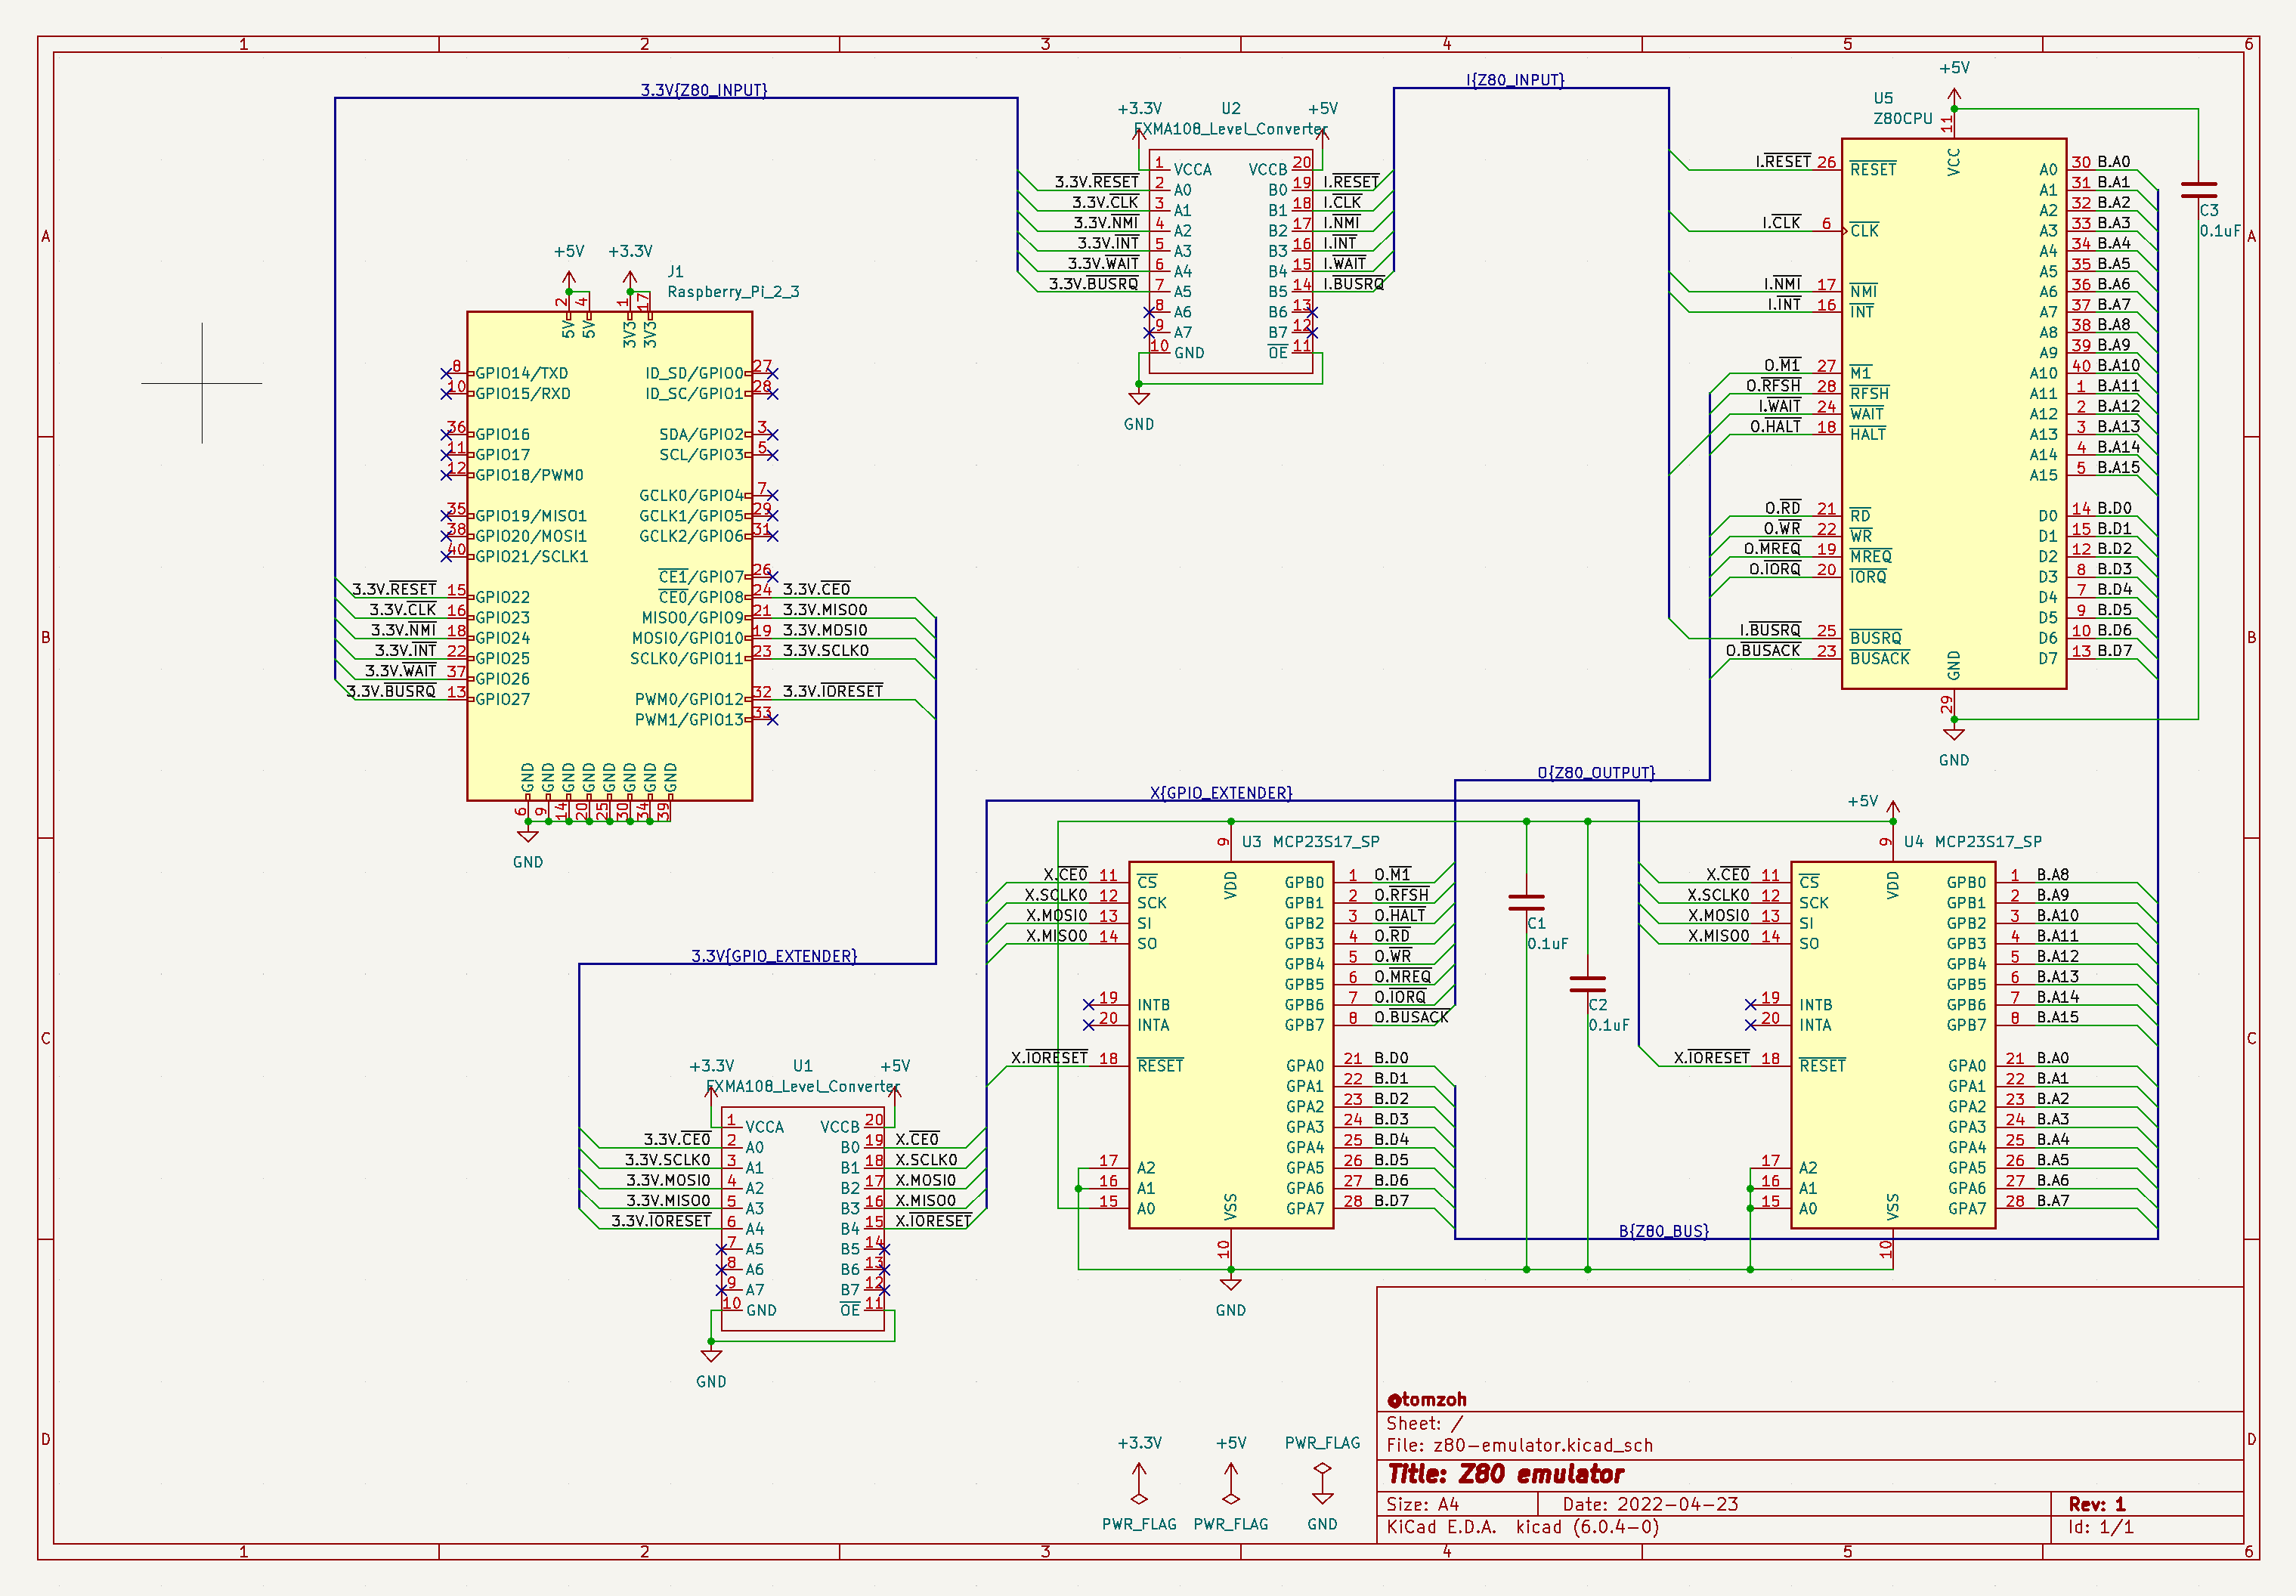 1 2 3 4 5 6
A
B
C
D
3.3V{Z80_INPUT}
I{Z80_INPUT}
+5V +3.3V
J1
Raspberry_Pi_2_3
2 4 1 17
5V 5V 3V3 3V3
8 GPIO14/TXD
10 GPIO15/RXD
36 GPIO16
11 GPIO17
12 GPIO18/PWM0
35 GPIO19/MISO1
38 GPIO20/MOSI1
40 GPIO21/SCLK1
3.3V.RESET 15 GPIO22
3.3V.CLK 16 GPIO23
3.3V.NMI 18 GPIO24
3.3V.INT 22 GPIO25
3.3V.WAIT 37 GPIO26
3.3V.BUSRQ 13 GPIO27
ID_SD/GPIO0 27
ID_SC/GPIO1 28
SDA/GPIO2 3
SCL/GPIO3 5
GCLK0/GPIO4 7
GCLK1/GPIO5 29
GCLK2/GPIO6 31
CE1/GPIO7 26
CE0/GPIO8 24 3.3V.CE0
MISO0/GPIO9 21 3.3V.MISO0
MOSI0/GPIO10 19 3.3V.MOSI0
SCLK0/GPIO11 23 3.3V.SCLK0
PWM0/GPIO12 32 3.3V.IORESET
PWM1/GPIO13 33
GND GND GND GND GND GND GND GND
6 9 14 20 25 30 34 39
GND
+3.3V U2 +5V
FXMA108_Level_Converter
1 VCCA VCCB 20
3.3V.RESET 2 A0 B0 19 I.RESET
3.3V.CLK 3 A1 B1 18 I.CLK
3.3V.NMI 4 A2 B2 17 I.NMI
3.3V.INT 5 A3 B3 16 I.INT
3.3V.WAIT 6 A4 B4 15 I.WAIT
3.3V.BUSRQ 7 A5 B5 14 I.BUSRQ
8 A6 B6 13
9 A7 B7 12
10 GND OE 11
GND
+5V
U5
Z80CPU
11
VCC
I.RESET 26 RESET
I.CLK 6 CLK
I.NMI 17 NMI
I.INT 16 INT
O.M1 27 M1
O.RFSH 28 RFSH
I.WAIT 24 WAIT
O.HALT 18 HALT
O.RD 21 RD
O.WR 22 WR
O.MREQ 19 MREQ
O.IORQ 20 IORQ
I.BUSRQ 25 BUSRQ
O.BUSACK 23 BUSACK
A0 30 B.A0
A1 31 B.A1
A2 32 B.A2
A3 33 B.A3
A4 34 B.A4
A5 35 B.A5
A6 36 B.A6
A7 37 B.A7
A8 38 B.A8
A9 39 B.A9
A10 40 B.A10
A11 1 B.A11
A12 2 B.A12
A13 3 B.A13
A14 4 B.A14
A15 5 B.A15
D0 14 B.D0
D1 15 B.D1
D2 12 B.D2
D3 8 B.D3
D4 7 B.D4
D5 9 B.D5
D6 10 B.D6
D7 13 B.D7
GND
29
GND
C3
0.1uF
O{Z80_OUTPUT}
X{GPIO_EXTENDER}
3.3V{GPIO_EXTENDER}
+3.3V U1 +5V
FXMA108_Level_Converter
1 VCCA VCCB 20
3.3V.CE0 2 A0 B0 19 X.CE0
3.3V.SCLK0 3 A1 B1 18 X.SCLK0
3.3V.MOSI0 4 A2 B2 17 X.MOSI0
3.3V.MISO0 5 A3 B3 16 X.MISO0
3.3V.IORESET 6 A4 B4 15 X.IORESET
7 A5 B5 14
8 A6 B6 13
9 A7 B7 12
10 GND OE 11
GND
9 U3 MCP23S17_SP
VDD
X.CE0 11 CS
X.SCLK0 12 SCK
X.MOSI0 13 SI
X.MISO0 14 SO
19 INTB
20 INTA
X.IORESET 18 RESET
17 A2
16 A1
15 A0
GPB0 1 O.M1
GPB1 2 O.RFSH
GPB2 3 O.HALT
GPB3 4 O.RD
GPB4 5 O.WR
GPB5 6 O.MREQ
GPB6 7 O.IORQ
GPB7 8 O.BUSACK
GPA0 21 B.D0
GPA1 22 B.D1
GPA2 23 B.D2
GPA3 24 B.D3
GPA4 25 B.D4
GPA5 26 B.D5
GPA6 27 B.D6
GPA7 28 B.D7
VSS
10
GND
C1
0.1uF
C2
0.1uF
+5V
9 U4 MCP23S17_SP
VDD
X.CE0 11 CS
X.SCLK0 12 SCK
X.MOSI0 13 SI
X.MISO0 14 SO
19 INTB
20 INTA
X.IORESET 18 RESET
17 A2
16 A1
15 A0
GPB0 1 B.A8
GPB1 2 B.A9
GPB2 3 B.A10
GPB3 4 B.A11
GPB4 5 B.A12
GPB5 6 B.A13
GPB6 7 B.A14
GPB7 8 B.A15
GPA0 21 B.A0
GPA1 22 B.A1
GPA2 23 B.A2
GPA3 24 B.A3
GPA4 25 B.A4
GPA5 26 B.A5
GPA6 27 B.A6
GPA7 28 B.A7
VSS
10
B{Z80_BUS}
+3.3V +5V PWR_FLAG
PWR_FLAG PWR_FLAG GND
@tomzoh
Sheet: /
File: z80-emulator.kicad_sch
Title: Z80 emulator
Size: A4 Date: 2022-04-23 Rev: 1
KiCad E.D.A. kicad (6.0.4-0) Id: 1/1
A
B
C
D
1 2 3 4 5 6